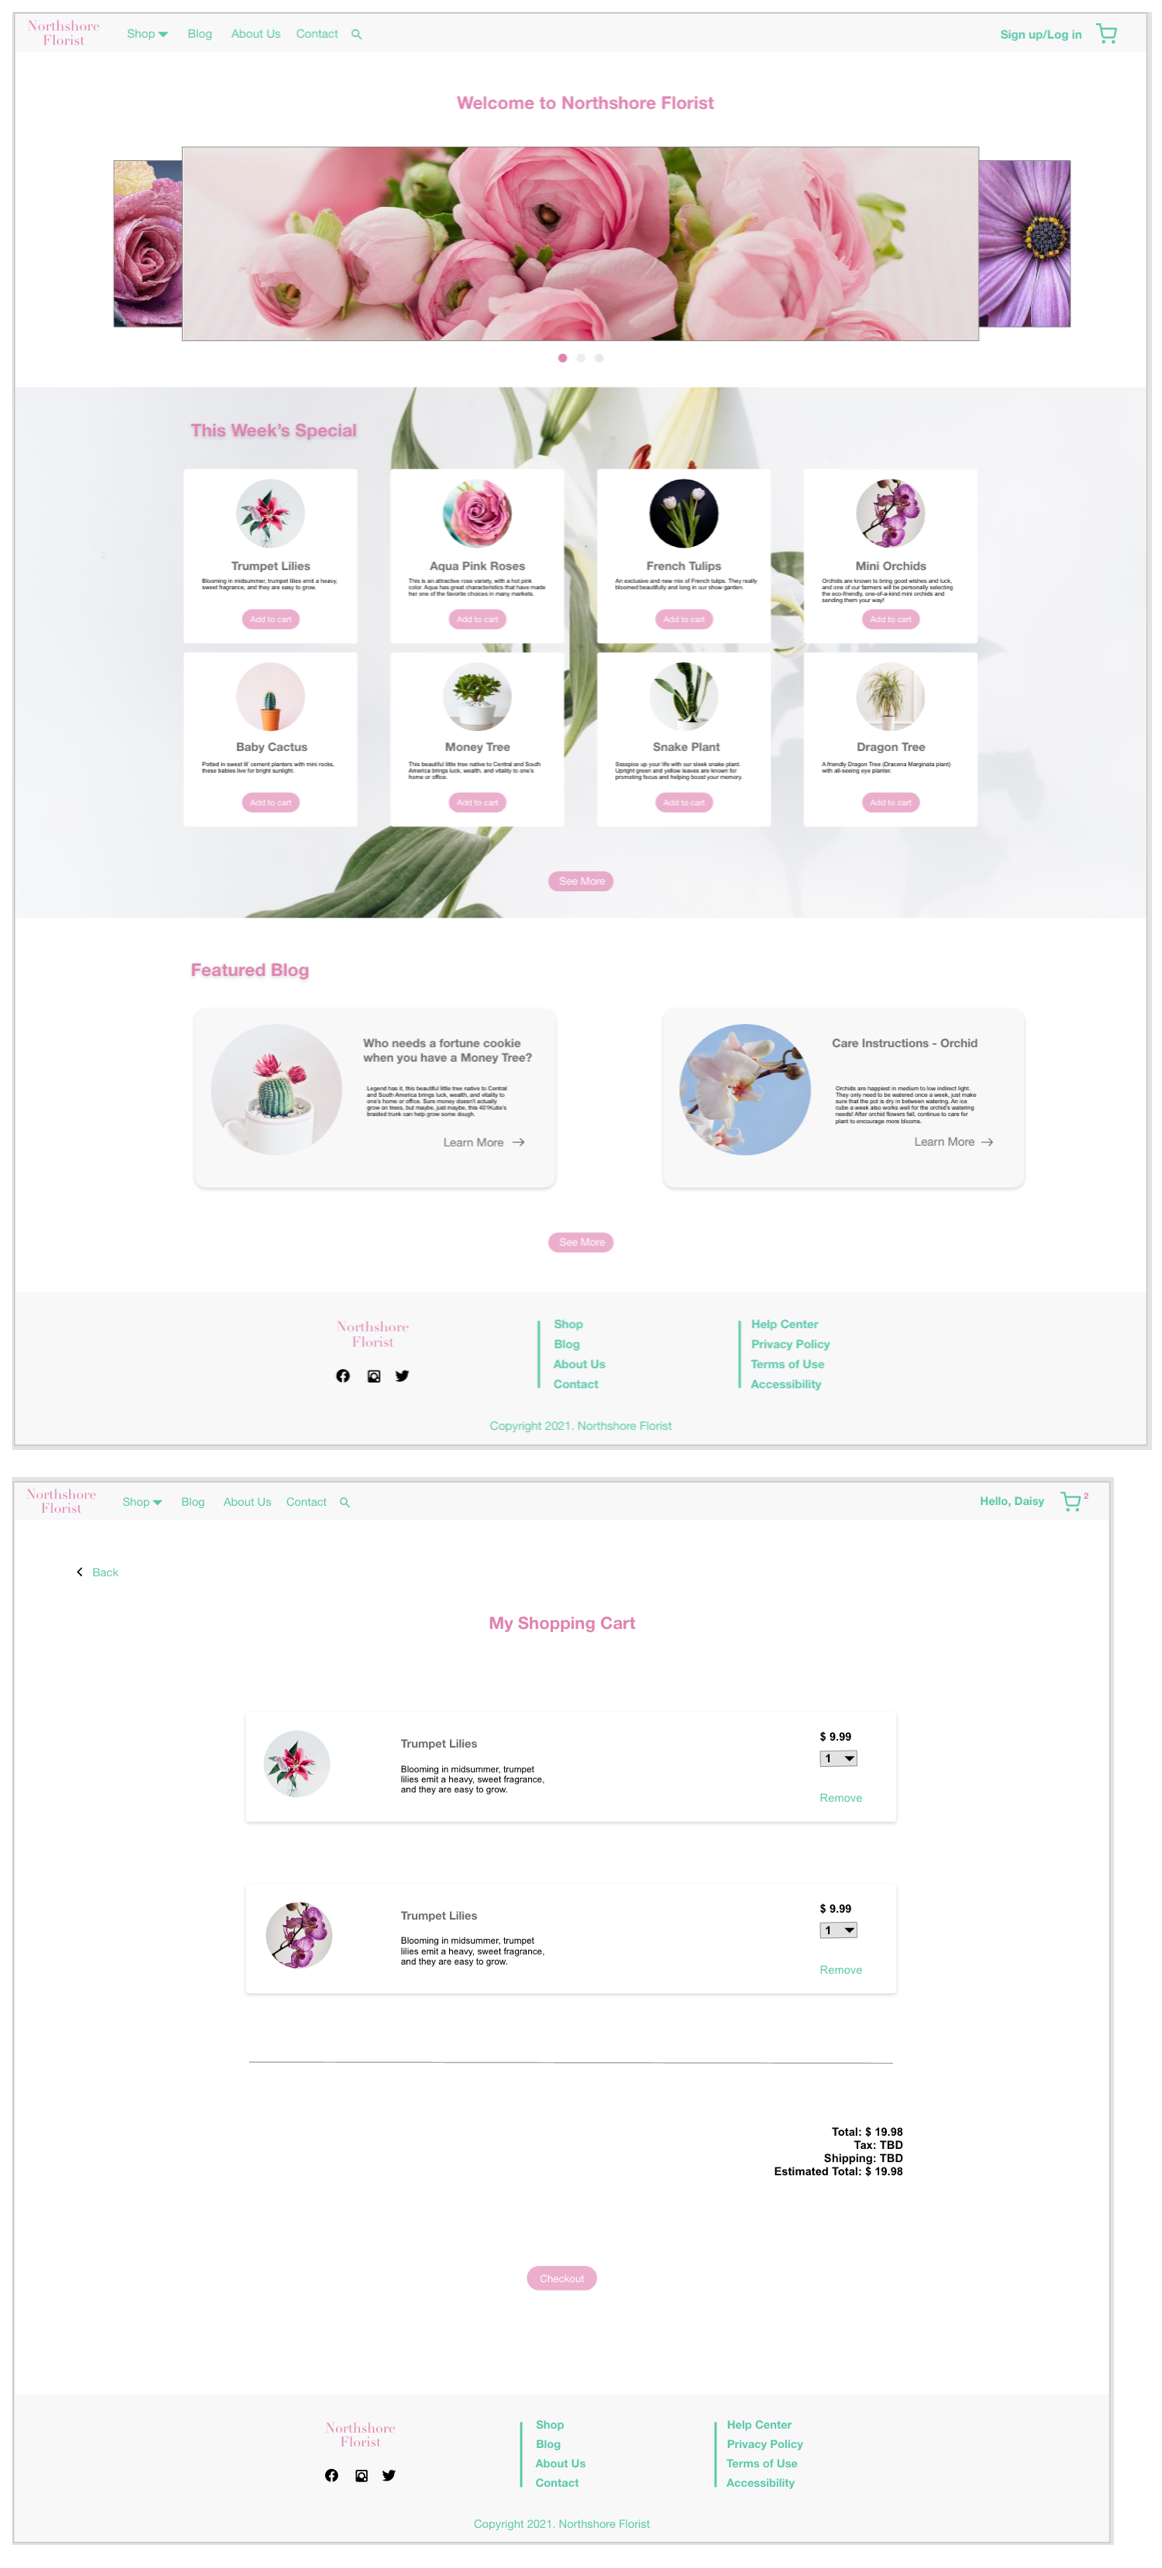 Northshore
Florist
Shop
Blog
About Us
Contact
Sign up/Log in
Welcome to Northshore Florist
This Week's Special
Trumpet Lilies
Blooming in midsummer, trumpet lilies emit a heavy,
sweet fragrance, and they are easy to grow.
Add to cart
Aqua Pink Roses
This is an attractive rose variety, with a hot pink
color. Aqua has great characteristics that have made
her one of the favorite choices in many markets.
Add to cart
French Tulips
An exclusive and new mix of French tulips. They really
bloomed beautifully and long in our show garden.
Add to cart
Mini Orchids
Orchids are known to bring good wishes and luck,
and one of our farmers will be personally selecting
the eco-friendly, one-of-a-kind mini orchids and
sending them your way!
Add to cart
Baby Cactus
Potted in sweet lil' cement planters with mini rocks,
these babies live for bright sunlight.
Add to cart
Money Tree
This beautiful little tree native to Central and South
America brings luck, wealth, and vitality to one's
home or office.
Add to cart
Snake Plant
Sssspice up your life with our sleek snake plant.
Upright green and yellow leaves are known for
promoting focus and helping boost your memory.
Add to cart
Dragon Tree
A friendly Dragon Tree (Dracena Marginata plant)
with all-seeing eye planter.
Add to cart
See More
Featured Blog
Who needs a fortune cookie
when you have a Money Tree?
Legend has it, this beautiful little tree native to Central
and South America brings luck, wealth, and vitality to
one's home or office. Sure money doesn't actually
grow on trees, but maybe, just maybe, this 401Kutie's
braided trunk can help grow some dough.
Learn More
Care Instructions - Orchid
Orchids are happiest in medium to low indirect light.
They only need to be watered once a week, just make
sure that the pot is dry in between watering. An ice
cube a week also works well for the orchid's watering
needs! After orchid flowers fall, continue to care for
plant to encourage more blooms.
Learn More
See More
Northshore
Florist
Shop
Blog
About Us
Contact
Help Center
Privacy Policy
Terms of Use
Accessibility
Copyright 2021. Northshore Florist
Northshore
Florist
Shop
Blog
About Us
Contact
Hello, Daisy
2
Back
My Shopping Cart
Trumpet Lilies
Blooming in midsummer, trumpet
lilies emit a heavy, sweet fragrance,
and they are easy to grow.
$ 9.99
1
Remove
Trumpet Lilies
Blooming in midsummer, trumpet
lilies emit a heavy, sweet fragrance,
and they are easy to grow.
$ 9.99
1
Remove
Total: $ 19.98
Tax: TBD
Shipping: TBD
Estimated Total: $ 19.98
Checkout
Northshore
Florist
Shop
Blog
About Us
Contact
Help Center
Privacy Policy
Terms of Use
Accessibility
Copyright 2021. Northshore Florist